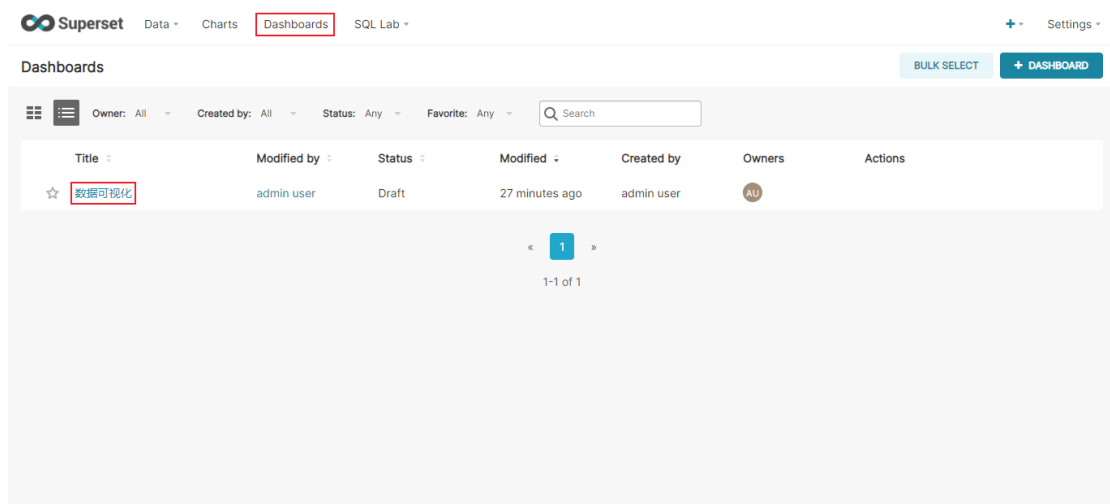 Superset Data Charts Dashboards SQL Lab + Settings
Dashboards BULK SELECT + DASHBOARD
Owner: All Created by: All Status: Any Favorite: Any Search
Title Modified by Status Modified Created by Owners Actions
数据可视化 admin user Draft 27 minutes ago admin user AU
« 1 »
1-1 of 1